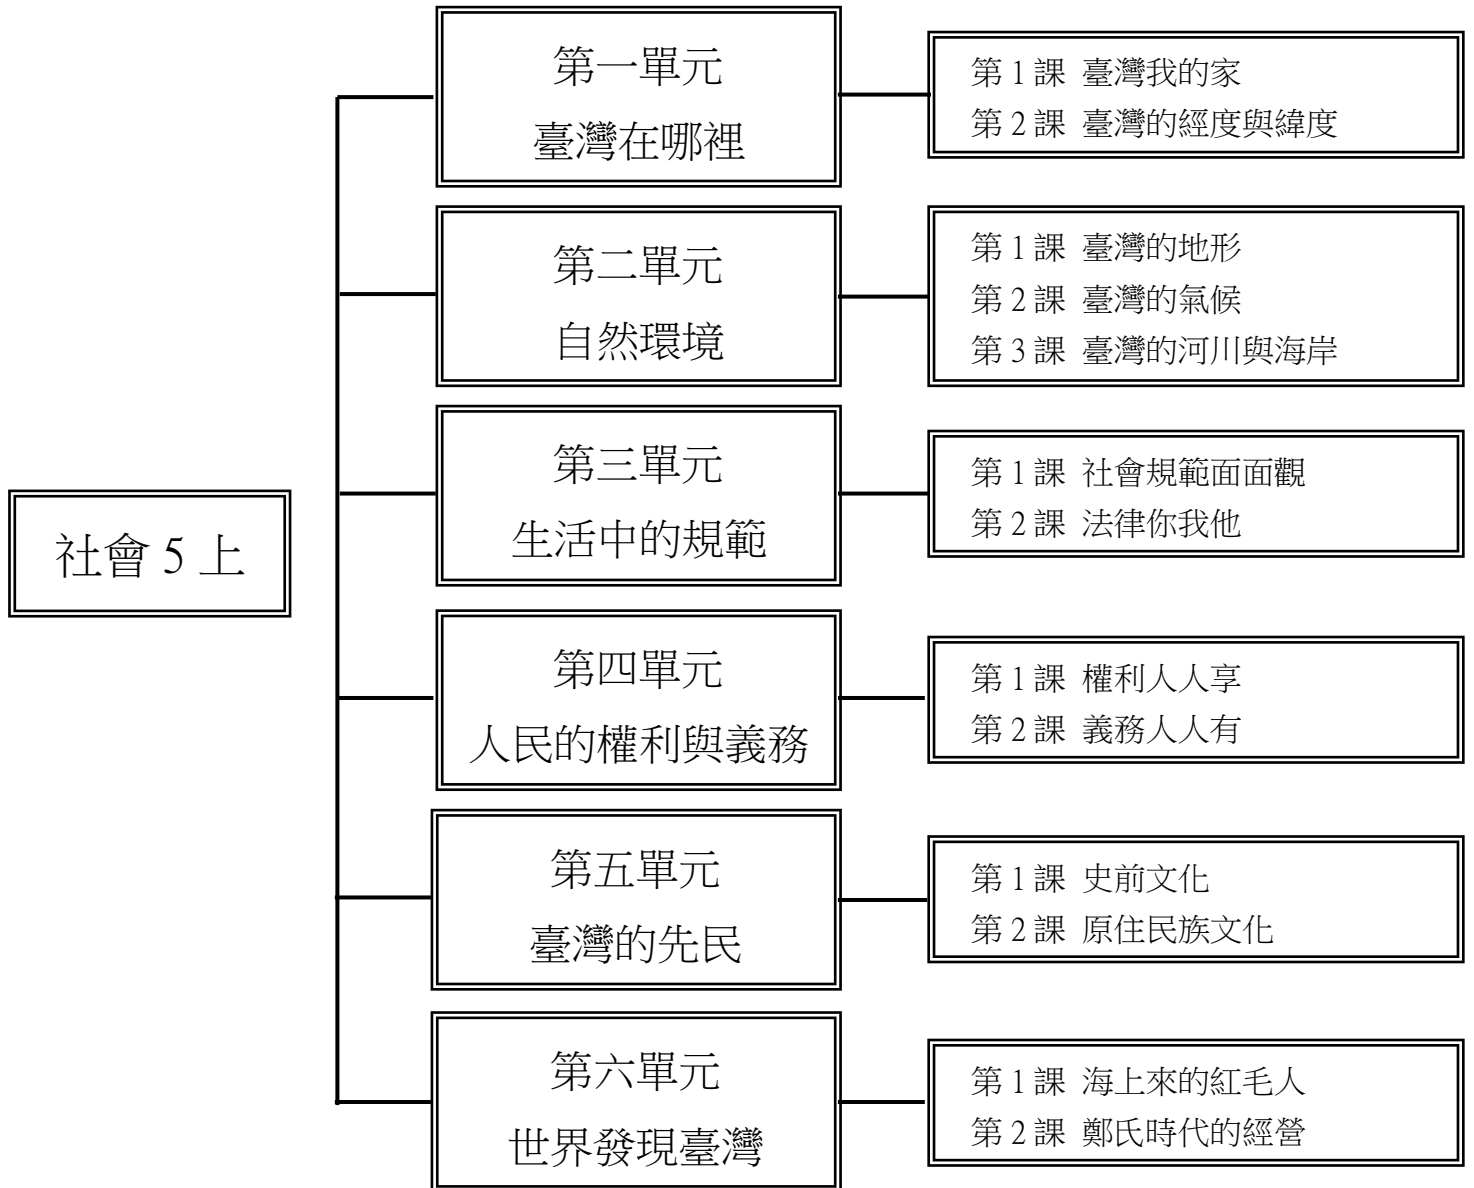 社會 5 上
第一單元
臺灣在哪裡
第 1 課 臺灣我的家
第 2 課 臺灣的經度與緯度
第二單元
自然環境
第 1 課 臺灣的地形
第 2 課 臺灣的氣候
第 3 課 臺灣的河川與海岸
第三單元
生活中的規範
第 1 課 社會規範面面觀
第 2 課 法律你我他
第四單元
人民的權利與義務
第 1 課 權利人人享
第 2 課 義務人人有
第五單元
臺灣的先民
第 1 課 史前文化
第 2 課 原住民族文化
第六單元
世界發現臺灣
第 1 課 海上來的紅毛人
第 2 課 鄭氏時代的經營